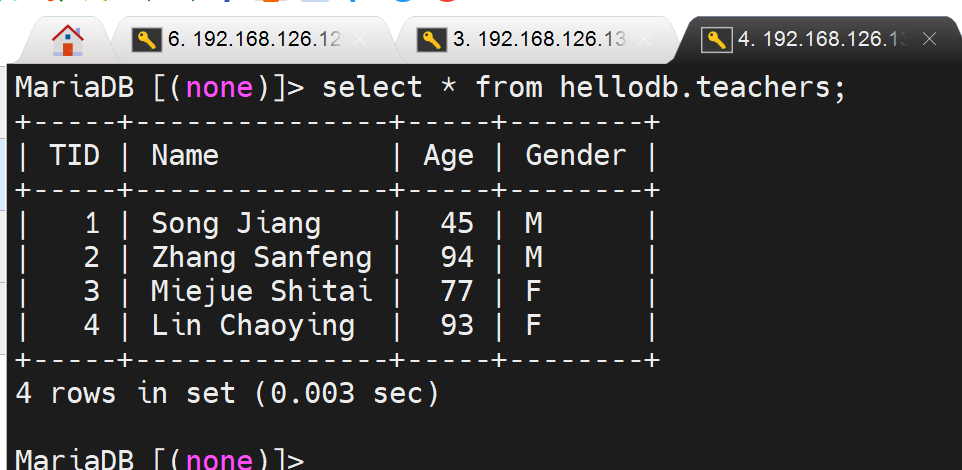 6. 192.168.126.12
3. 192.168.126.13
4. 192.168.126.13
MariaDB [(none)]> select * from hellodb.teachers;
+-----+---------------+-----+--------+
| TID | Name          | Age | Gender |
+-----+---------------+-----+--------+
|   1 | Song Jiang    |  45 | M      |
|   2 | Zhang Sanfeng |  94 | M      |
|   3 | Miejue Shitai |  77 | F      |
|   4 | Lin Chaoying  |  93 | F      |
+-----+---------------+-----+--------+
4 rows in set (0.003 sec)
MariaDB [(none)]>